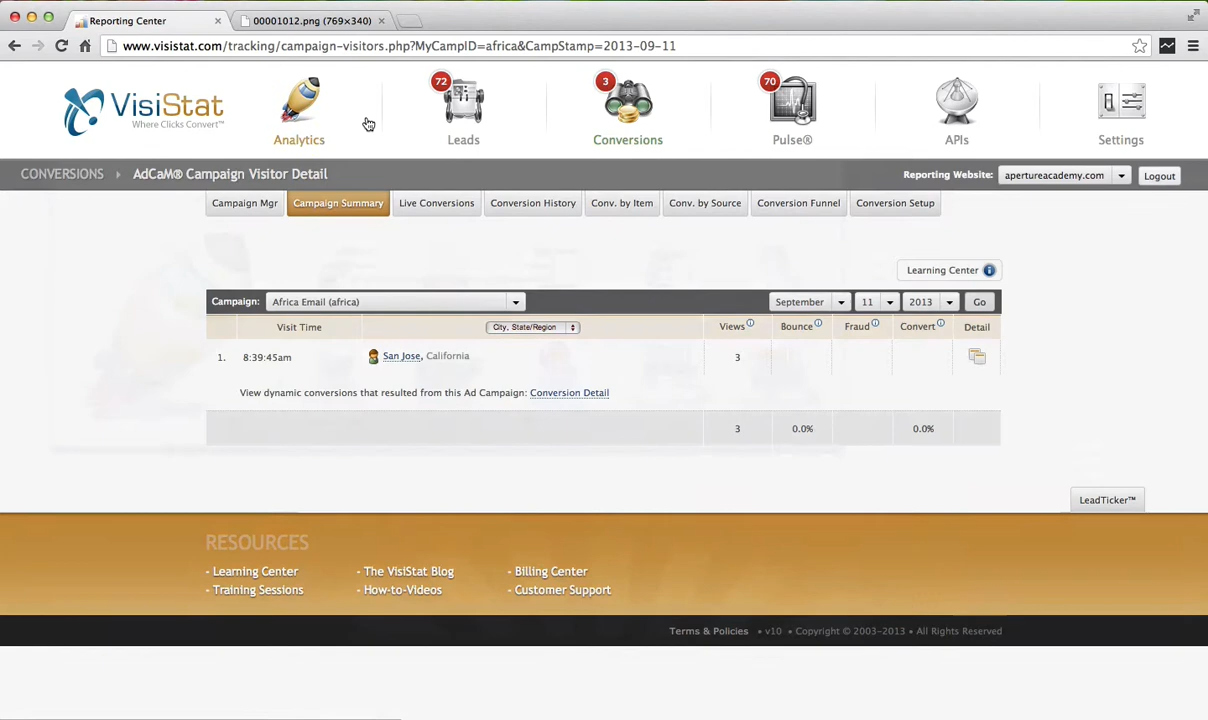 Reporting Center
00001012.png (769×340)
www.visistat.com/tracking/campaign-visitors.php?MyCampID=africa&CampStamp=2013-09-11
VisiStat
Where Clicks Convert™
Analytics
72
Leads
3
Conversions
70
Pulse®
APIs
Settings
CONVERSIONS AdCaM® Campaign Visitor Detail
Reporting Website: apertureacademy.com Logout
Campaign Mgr Campaign Summary Live Conversions Conversion History Conv. by Item Conv. by Source Conversion Funnel Conversion Setup
Learning Center i
Campaign: Africa Email (africa) September 11 2013 Go
Visit Time City, State/Region Views Bounce Fraud Convert Detail
1. 8:39:45am San Jose, California 3
View dynamic conversions that resulted from this Ad Campaign: Conversion Detail
3 0.0% 0.0%
LeadTicker™
RESOURCES
- Learning Center - The VisiStat Blog - Billing Center
- Training Sessions - How-to-Videos - Customer Support
Terms & Policies • v10 • Copyright © 2003-2013 • All Rights Reserved